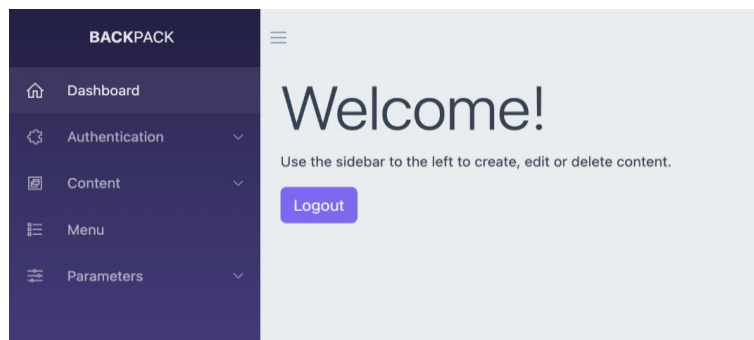 BACKPACK
Dashboard
Authentication
Content
Menu
Parameters
Welcome!
Use the sidebar to the left to create, edit or delete content.
Logout